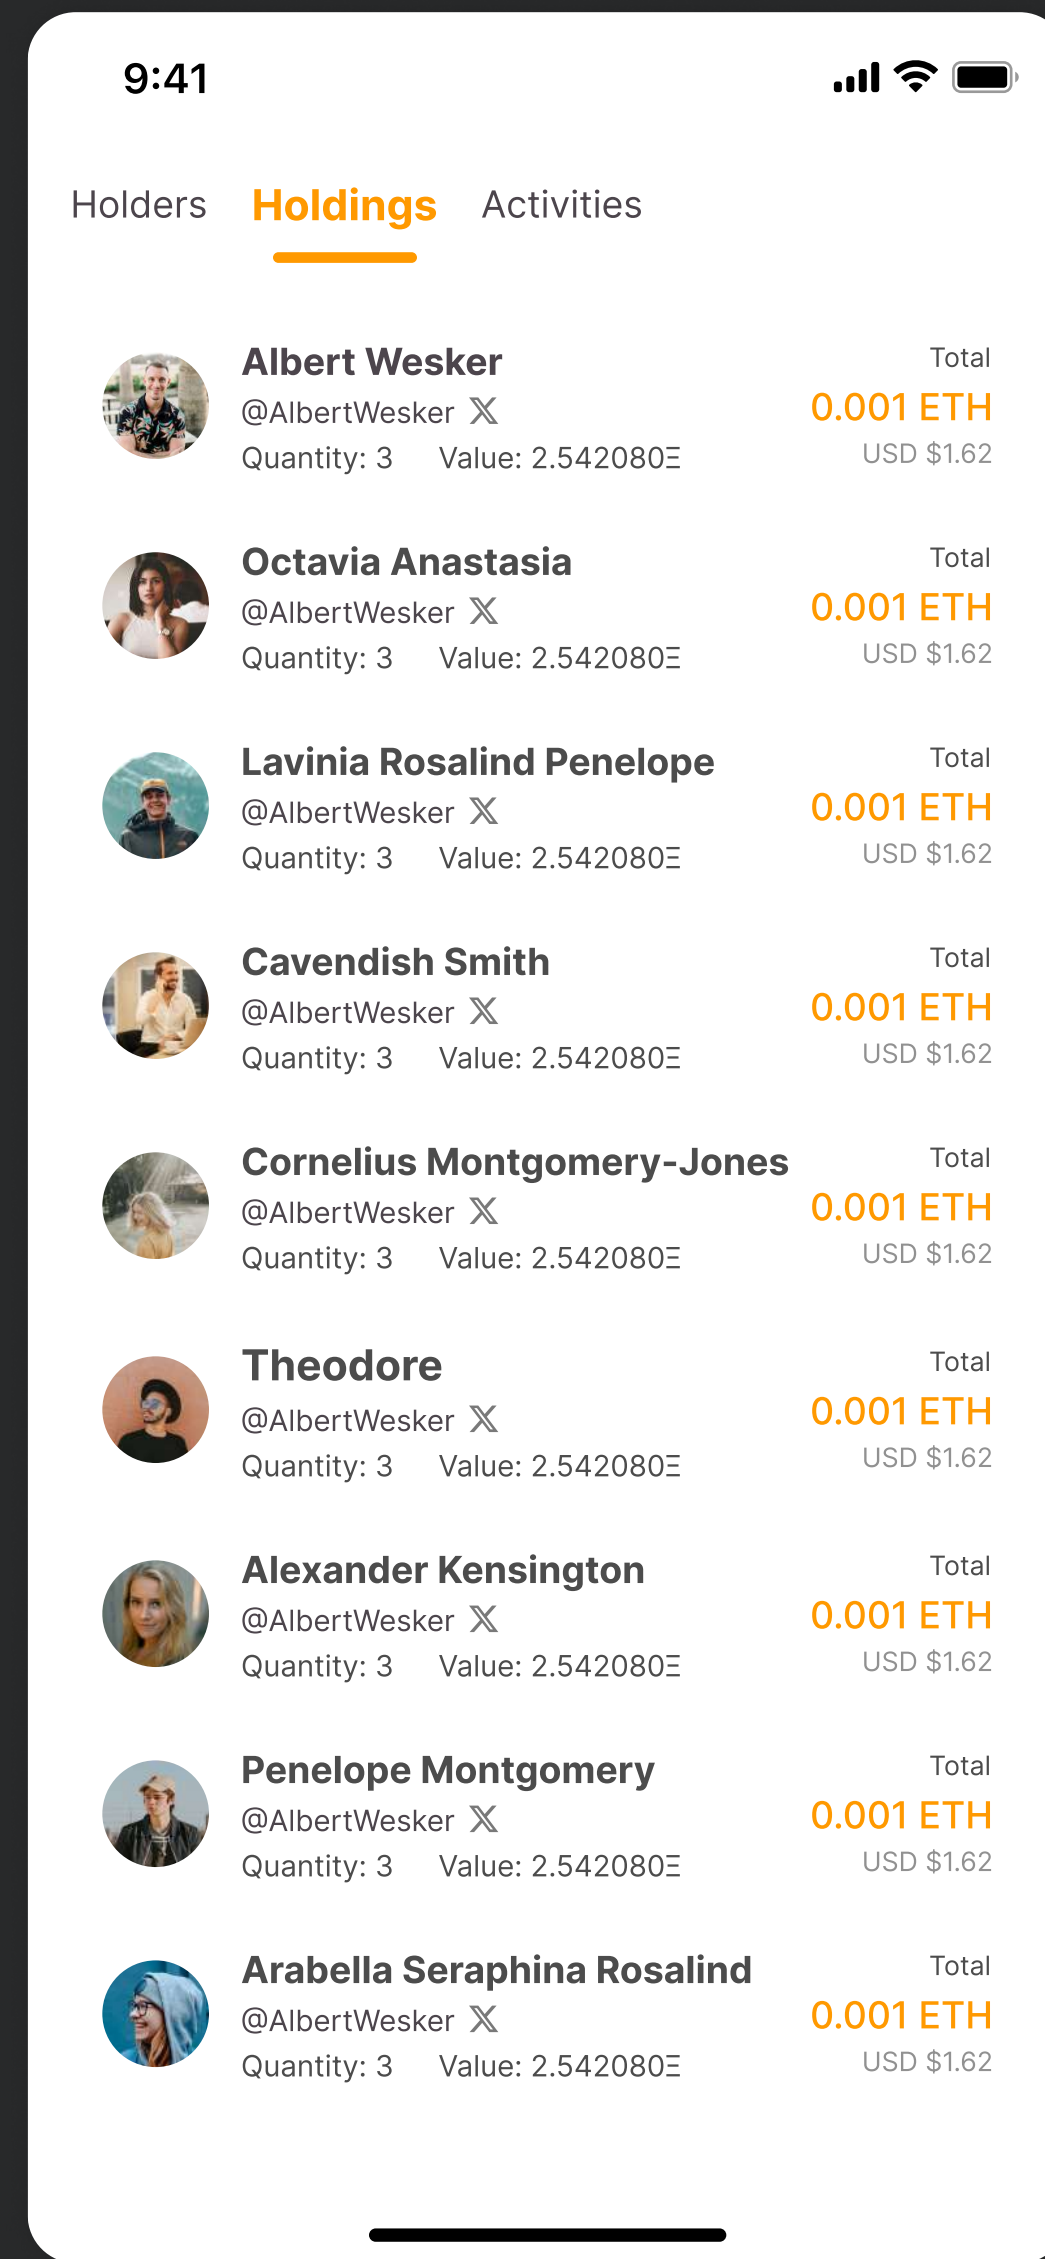 9:41
Holders Holdings Activities
Albert Wesker Total
@AlbertWesker 𝕏 0.001 ETH
Quantity: 3 Value: 2.542080Ξ USD $1.62
Octavia Anastasia Total
@AlbertWesker 𝕏 0.001 ETH
Quantity: 3 Value: 2.542080Ξ USD $1.62
Lavinia Rosalind Penelope Total
@AlbertWesker 𝕏 0.001 ETH
Quantity: 3 Value: 2.542080Ξ USD $1.62
Cavendish Smith Total
@AlbertWesker 𝕏 0.001 ETH
Quantity: 3 Value: 2.542080Ξ USD $1.62
Cornelius Montgomery-Jones Total
@AlbertWesker 𝕏 0.001 ETH
Quantity: 3 Value: 2.542080Ξ USD $1.62
Theodore Total
@AlbertWesker 𝕏 0.001 ETH
Quantity: 3 Value: 2.542080Ξ USD $1.62
Alexander Kensington Total
@AlbertWesker 𝕏 0.001 ETH
Quantity: 3 Value: 2.542080Ξ USD $1.62
Penelope Montgomery Total
@AlbertWesker 𝕏 0.001 ETH
Quantity: 3 Value: 2.542080Ξ USD $1.62
Arabella Seraphina Rosalind Total
@AlbertWesker 𝕏 0.001 ETH
Quantity: 3 Value: 2.542080Ξ USD $1.62